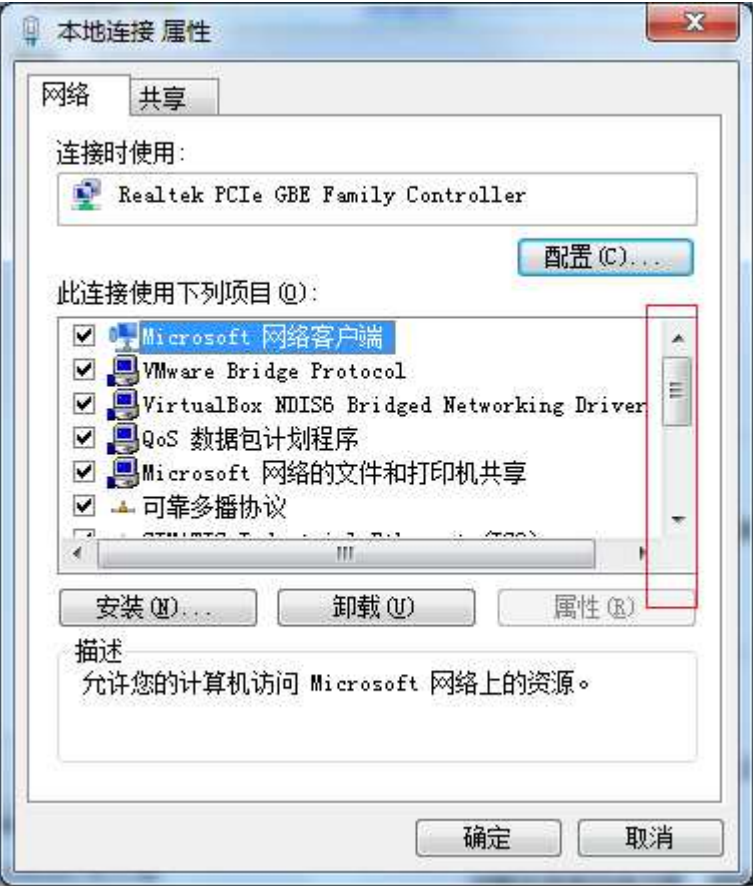 本地连接 属性
网络
共享
连接时使用:
Realtek PCIe GBE Family Controller
配置(C)...
此连接使用下列项目(O):
Microsoft 网络客户端
VMware Bridge Protocol
VirtualBox NDIS6 Bridged Networking Driver
QoS 数据包计划程序
Microsoft 网络的文件和打印机共享
可靠多播协议
安装(N)...
卸载(U)
属性(R)
描述
允许您的计算机访问 Microsoft 网络上的资源。
确定
取消